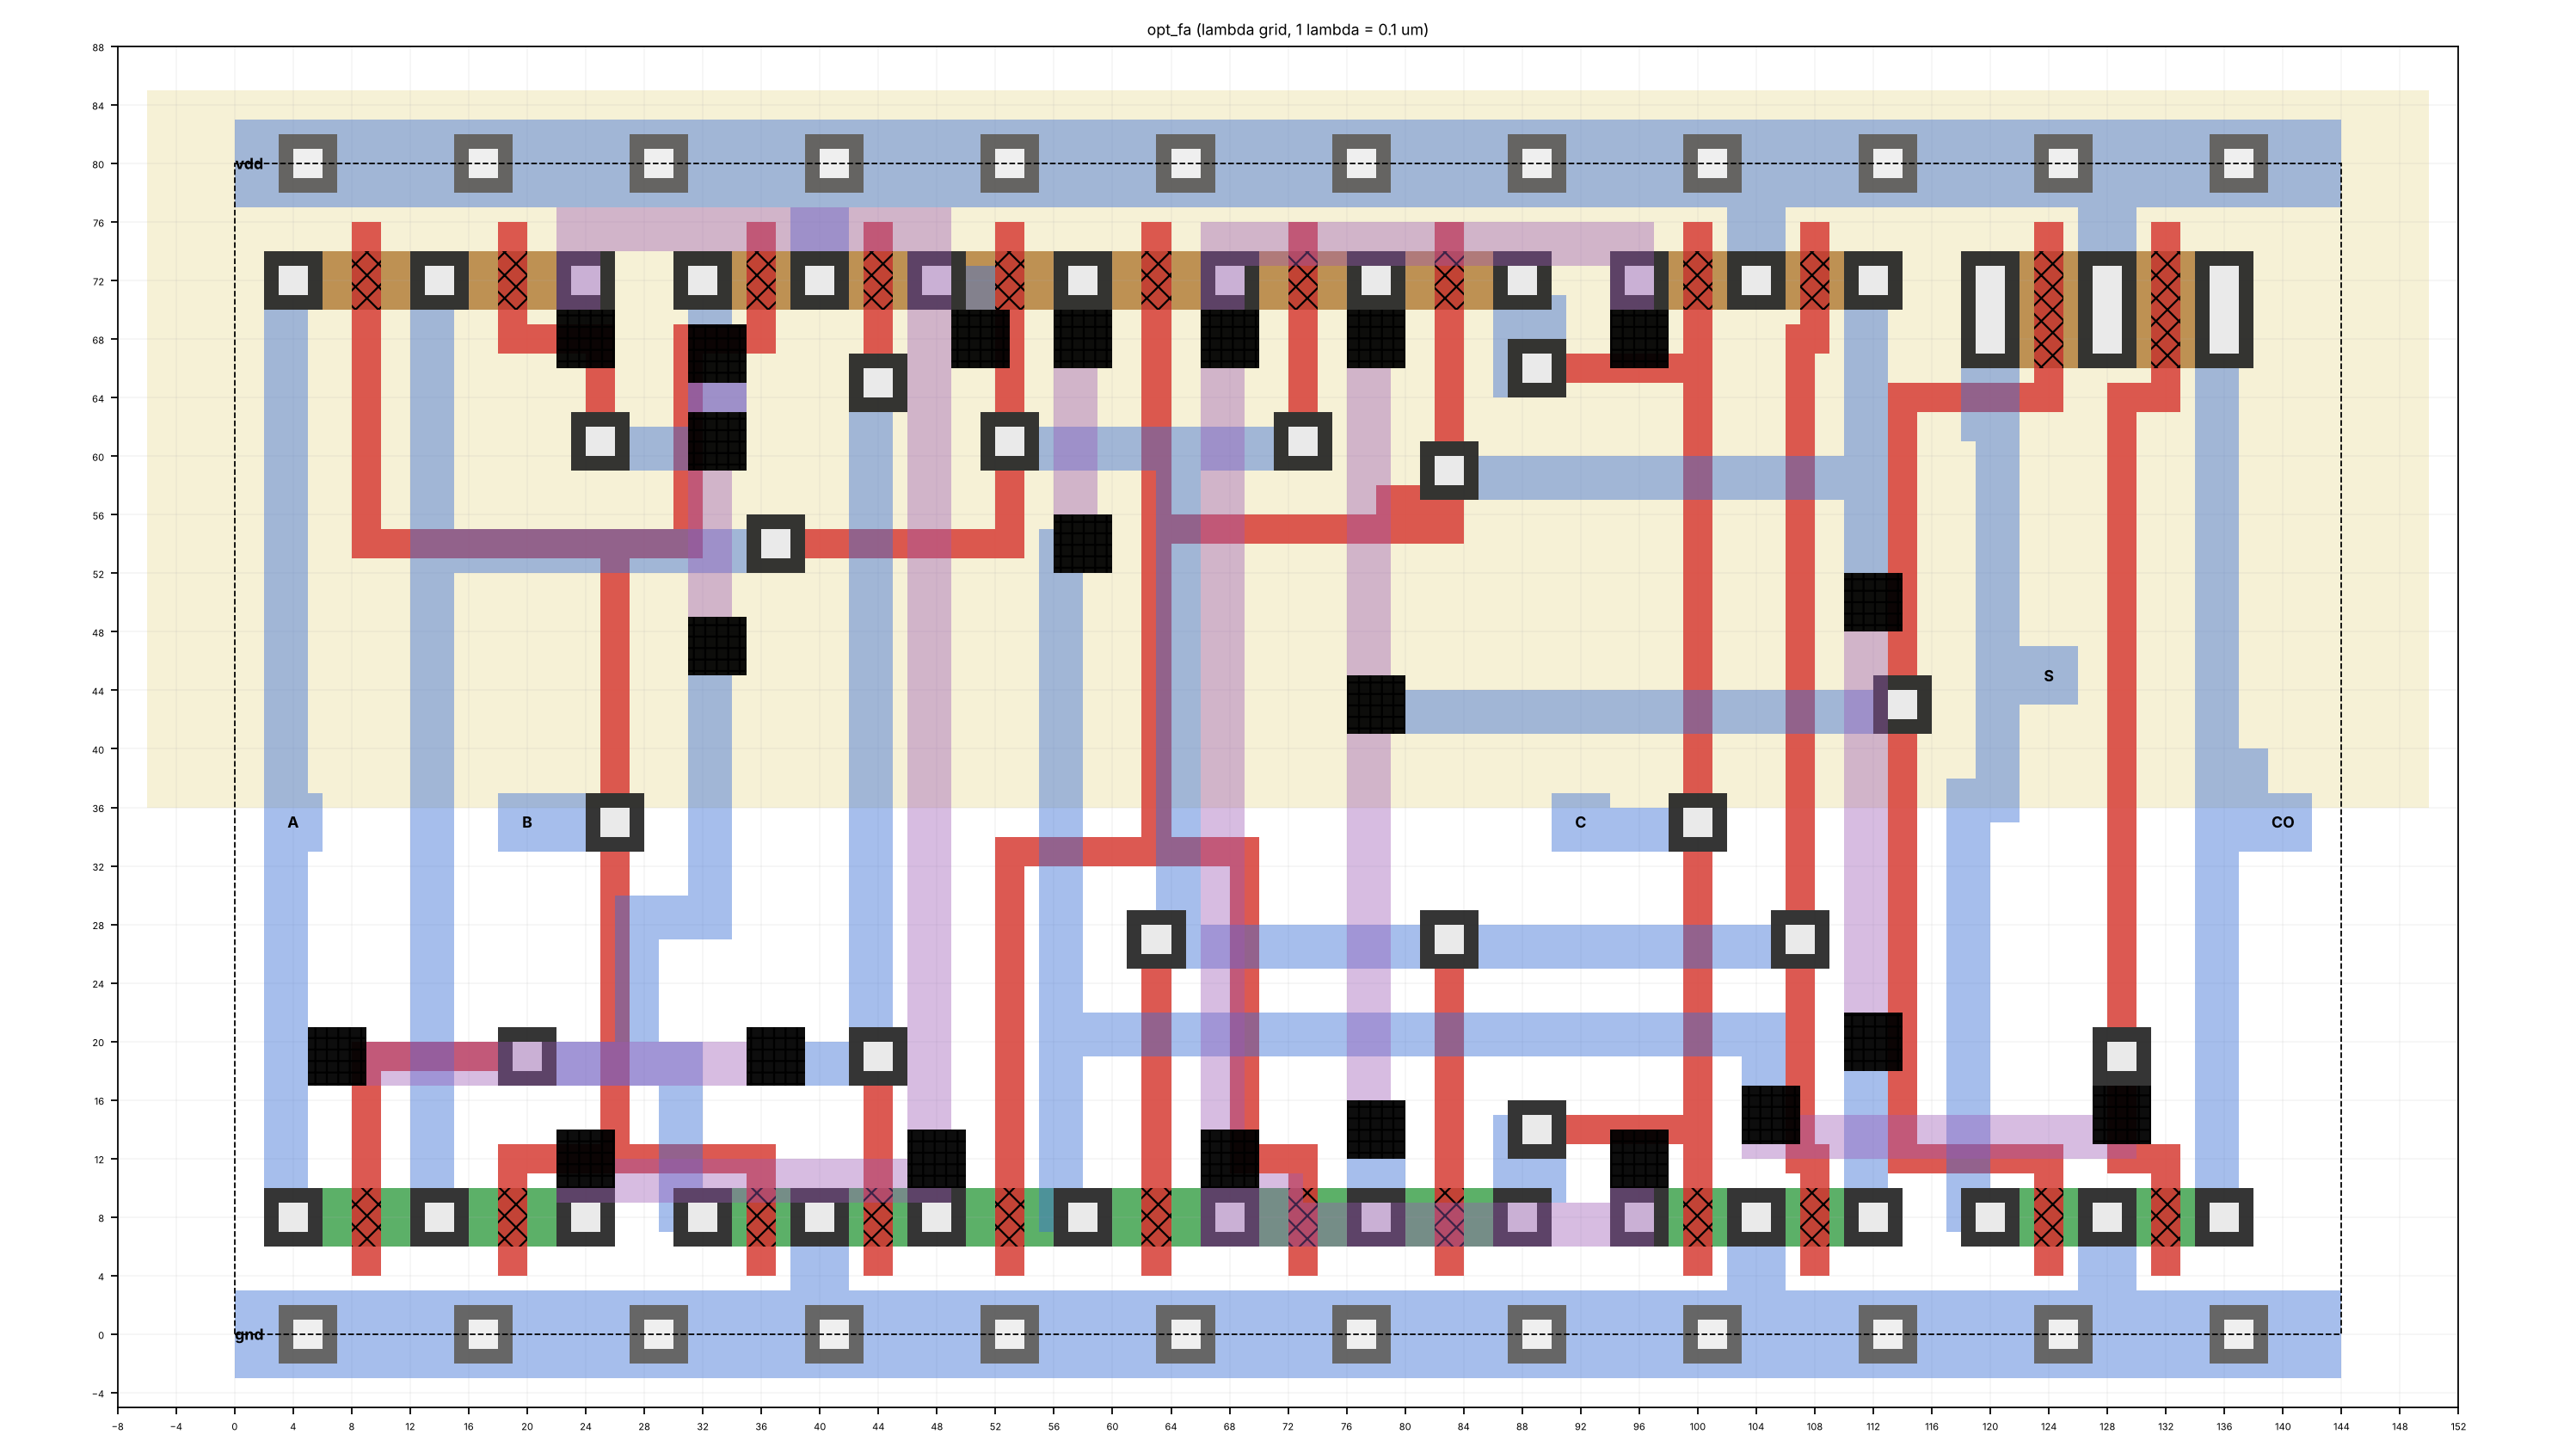 opt_fa (lambda grid, 1 lambda = 0.1 um)
88
84
80
76
72
68
64
60
56
52
48
44
40
36
32
28
24
20
16
12
8
4
0
−4
vdd
S
A
B
C
CO
gnd
−8 −4 0 4 8 12 16 20 24 28 32 36 40 44 48 52 56 60 64 68 72 76 80 84 88 92 96 100 104 108 112 116 120 124 128 132 136 140 144 148 152